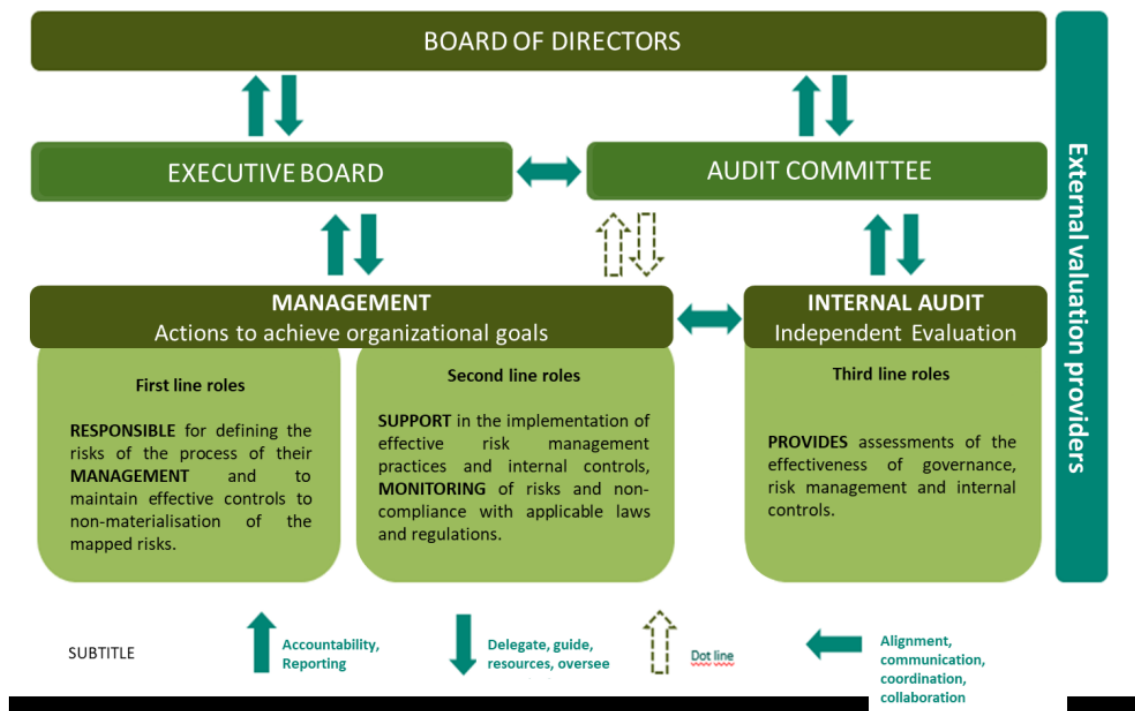 BOARD OF DIRECTORS
EXECUTIVE BOARD
AUDIT COMMITTEE
External valuation providers
MANAGEMENT
Actions to achieve organizational goals
INTERNAL AUDIT
Independent Evaluation
First line roles
RESPONSIBLE for defining the
risks of the process of their
MANAGEMENT and to
maintain effective controls to
non-materialisation of the
mapped risks.
Second line roles
SUPPORT in the implementation of
effective risk management
practices and internal controls,
MONITORING of risks and non-
compliance with applicable laws
and regulations.
Third line roles
PROVIDES assessments of the
effectiveness of governance,
risk management and internal
controls.
SUBTITLE
Accountability,
Reporting
Delegate, guide,
resources, oversee
Dot line
Alignment,
communication,
coordination,
collaboration